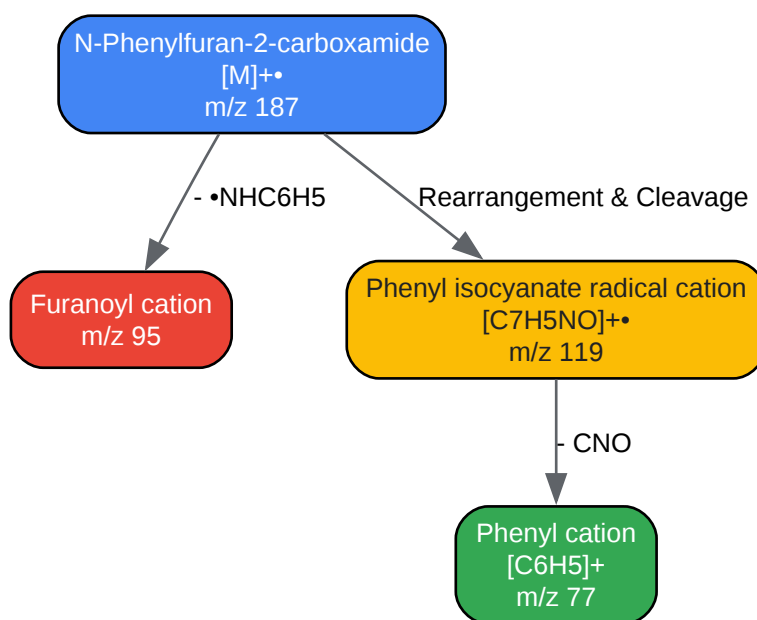 N-Phenylfuran-2-carboxamide
[M]+•
m/z 187
- •NHC6H5
Rearrangement & Cleavage
Furanoyl cation
m/z 95
Phenyl isocyanate radical cation
[C7H5NO]+•
m/z 119
- CNO
Phenyl cation
[C6H5]+
m/z 77